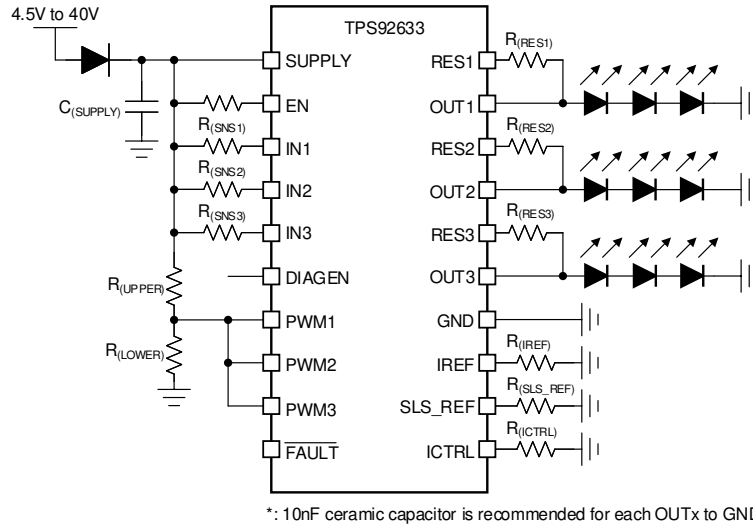 4.5V to 40V
TPS92633
SUPPLY
EN
IN1
IN2
IN3
DIAGEN
PWM1
PWM2
PWM3
FAULT
C(SUPPLY)
R(SNS1)
R(SNS2)
R(SNS3)
R(UPPER)
R(LOWER)
RES1
OUT1
RES2
OUT2
RES3
OUT3
GND
IREF
SLS_REF
ICTRL
R(RES1)
R(RES2)
R(RES3)
R(IREF)
R(SLS_REF)
R(ICTRL)
*: 10nF ceramic capacitor is recommended for each OUTx to GND